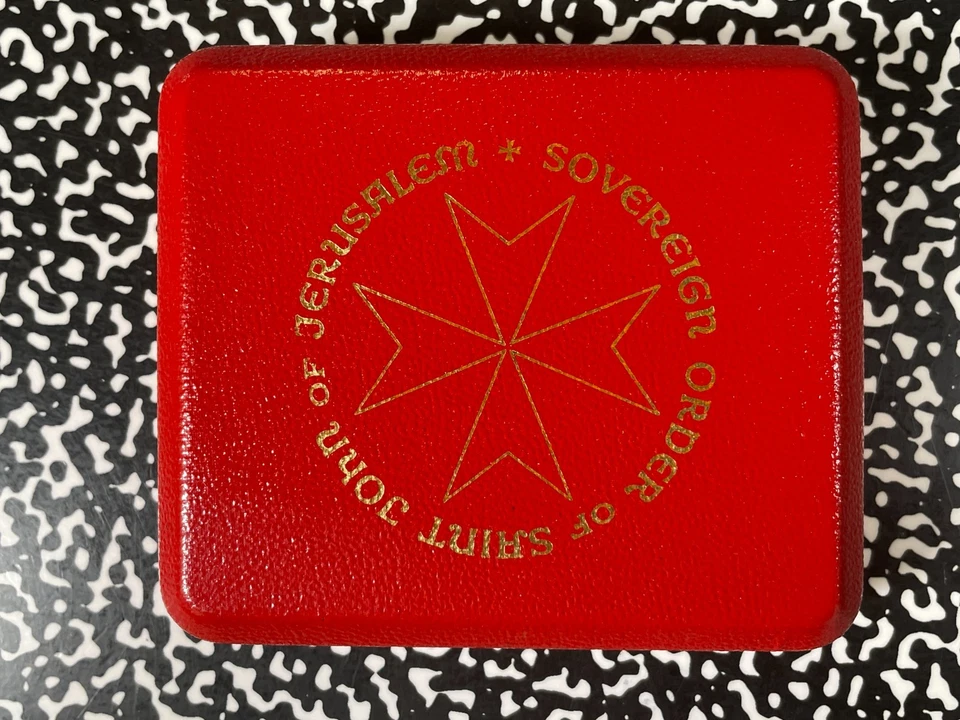 SOVEREIGN ORDER OF SAINT JOHN OF JERUSALEM